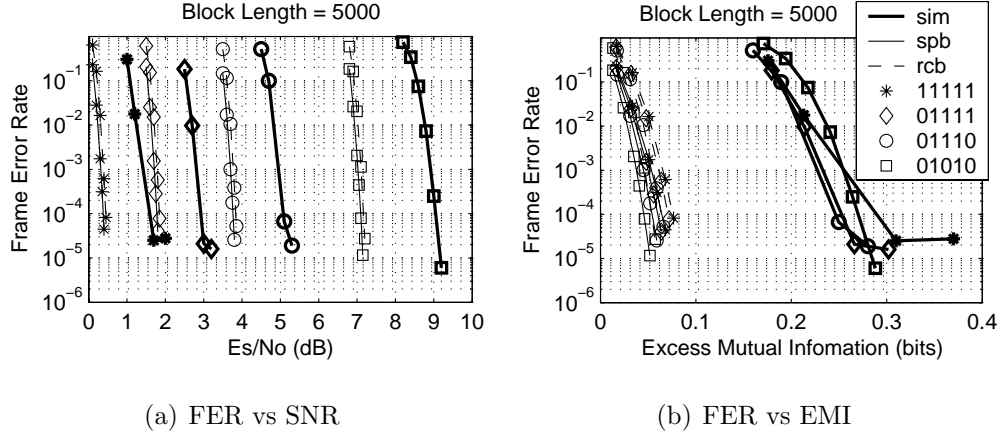 Block Length = 5000
Frame Error Rate
10−1
10−2
10−3
10−4
10−5
10−6
0 1 2 3 4 5 6 7 8 9 10
Es/No (dB)
(a) FER vs SNR
Block Length = 5000
Frame Error Rate
10−1
10−2
10−3
10−4
10−5
10−6
0 0.1 0.2 0.3 0.4
Excess Mutual Infomation (bits)
sim
spb
rcb
11111
01111
01110
01010
(b) FER vs EMI